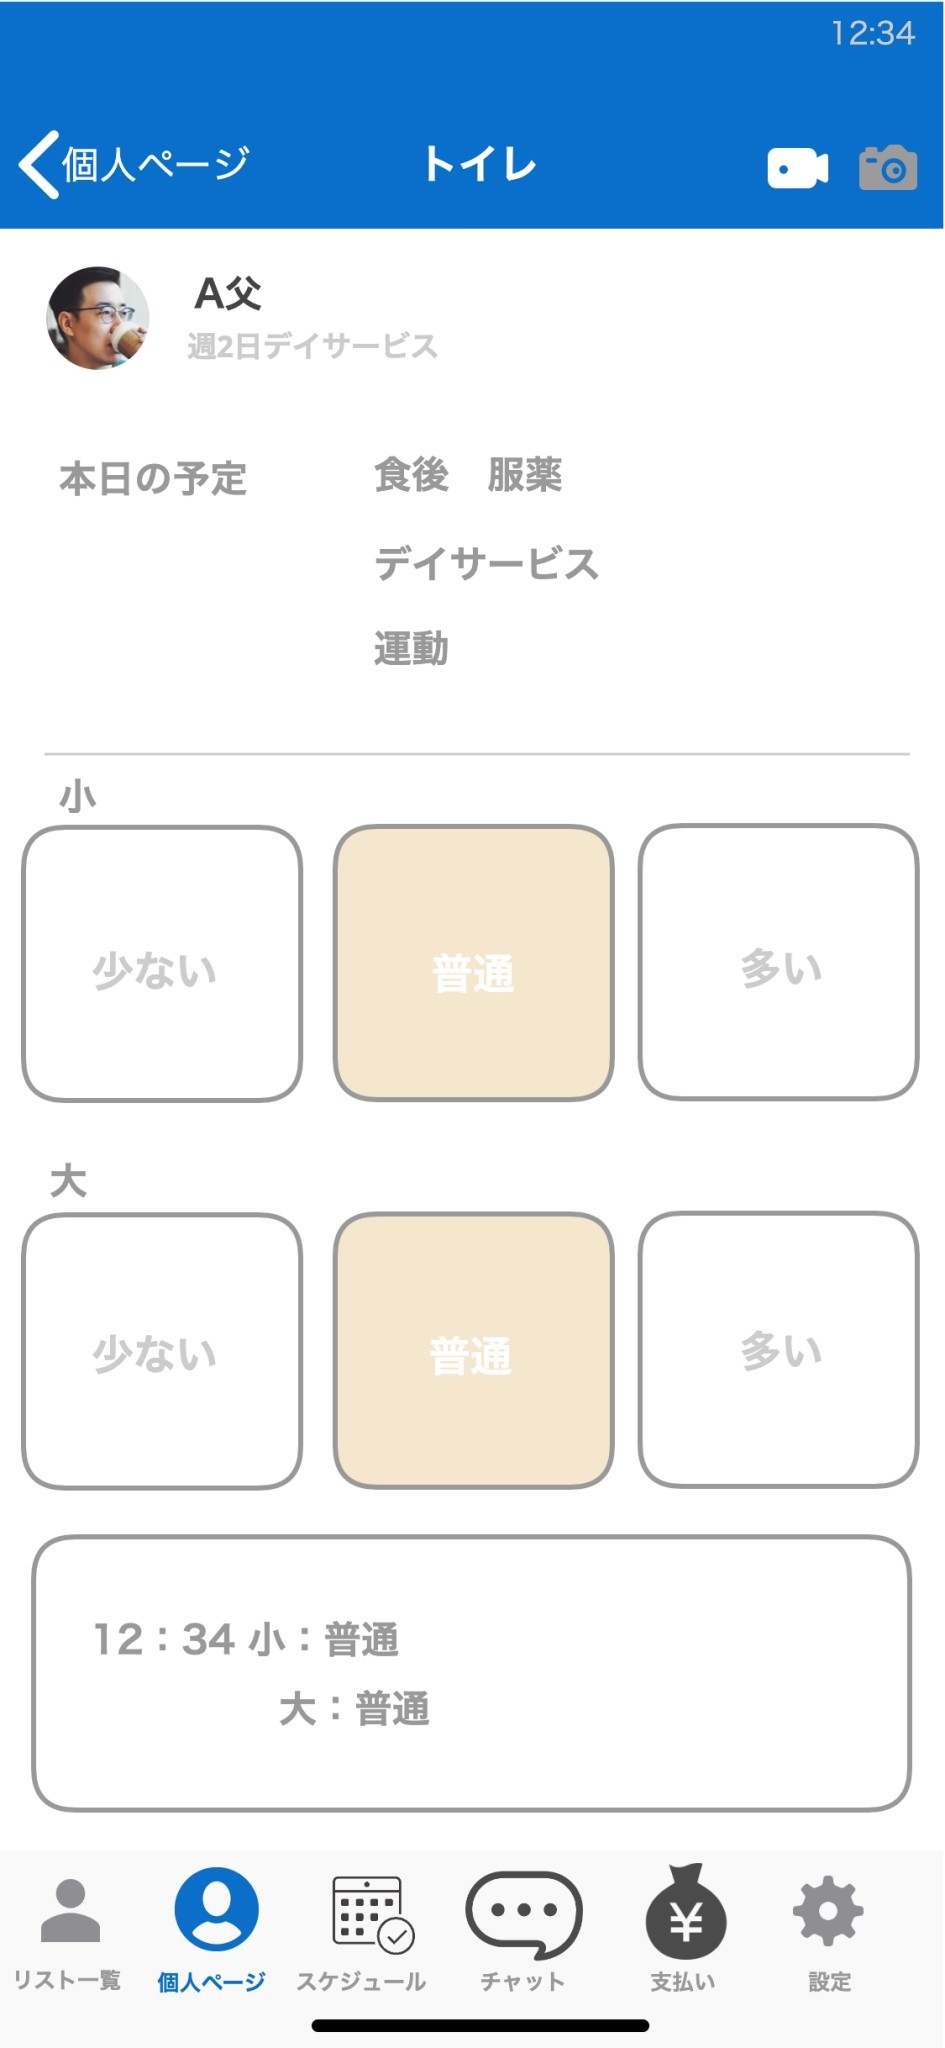 12:34
個人ページ
トイレ
A父
週2日デイサービス
本日の予定
食後　服薬
デイサービス
運動
小
少ない
普通
多い
大
少ない
普通
多い
12：34 小：普通
大：普通
¥
リスト一覧
個人ページ
スケジュール
チャット
支払い
設定